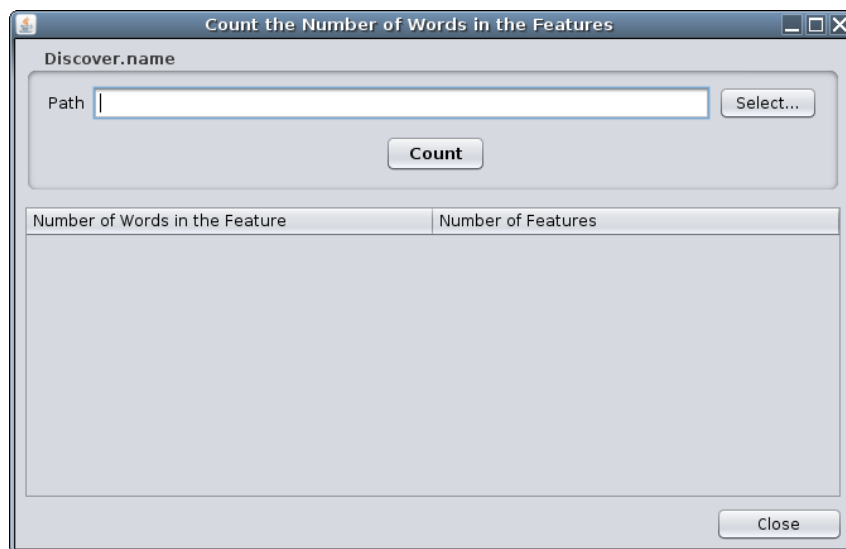 Count the Number of Words in the Features
Discover.name
Path Select...
Count
Number of Words in the Feature Number of Features
Close